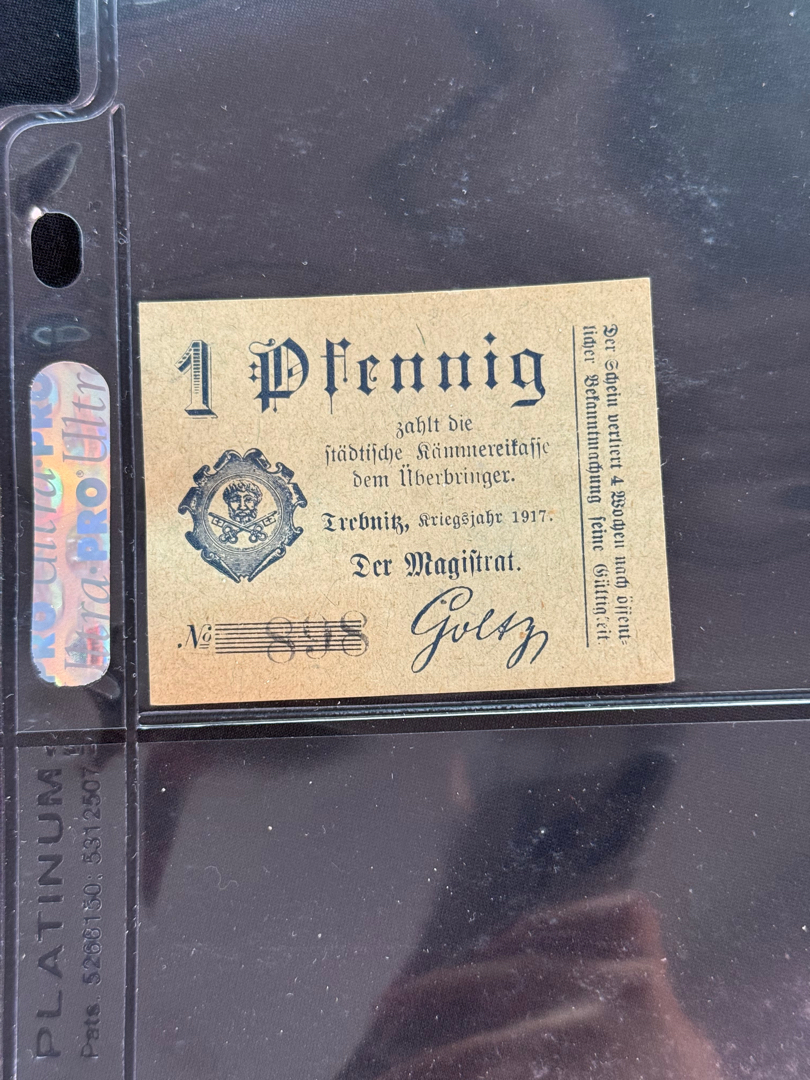 1 Pfennig
zahlt die
städtische Kämmereikasse
dem Überbringer.
Trebnitz, Kriegsjahr 1917.
Der Magistrat.
№ 898
Goltz
Der Schein verliert 4 Wochen nach öffent-
licher Bekanntmachung seine Gültigkeit.
Ultra•PRO
PLATINUM
Pats. 5266150; 5312507